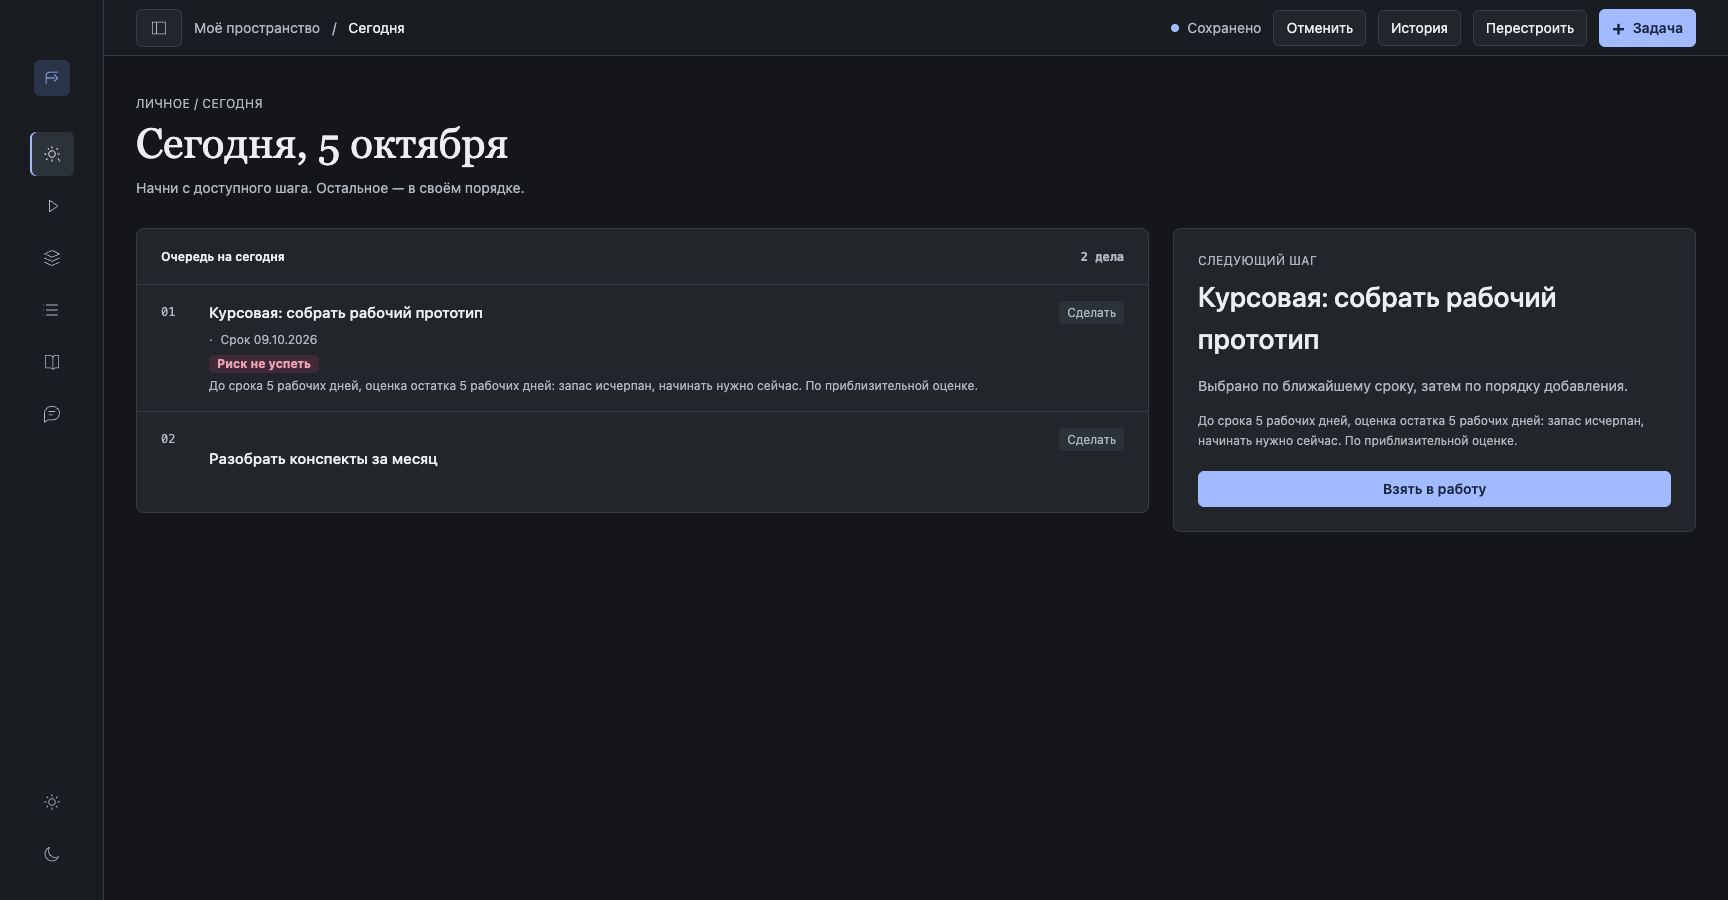 Моё пространство / Сегодня
Сохранено
Отменить
История
Перестроить
+ Задача
ЛИЧНОЕ / СЕГОДНЯ
Сегодня, 5 октября
Начни с доступного шага. Остальное — в своём порядке.
Очередь на сегодня
2 дела
01
Курсовая: собрать рабочий прототип
Сделать
· Срок 09.10.2026
Риск не успеть
До срока 5 рабочих дней, оценка остатка 5 рабочих дней: запас исчерпан, начинать нужно сейчас. По приблизительной оценке.
02
Разобрать конспекты за месяц
Сделать
СЛЕДУЮЩИЙ ШАГ
Курсовая: собрать рабочий
прототип
Выбрано по ближайшему сроку, затем по порядку добавления.
До срока 5 рабочих дней, оценка остатка 5 рабочих дней: запас исчерпан,
начинать нужно сейчас. По приблизительной оценке.
Взять в работу